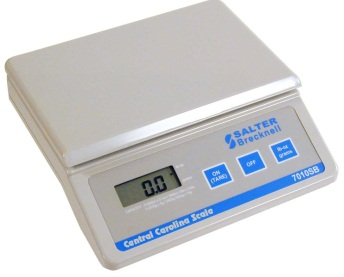 SALTER
Brecknell
0.0
ON
(TARE)
OFF
lb-oz
grams
7010SB
Central Carolina Scale